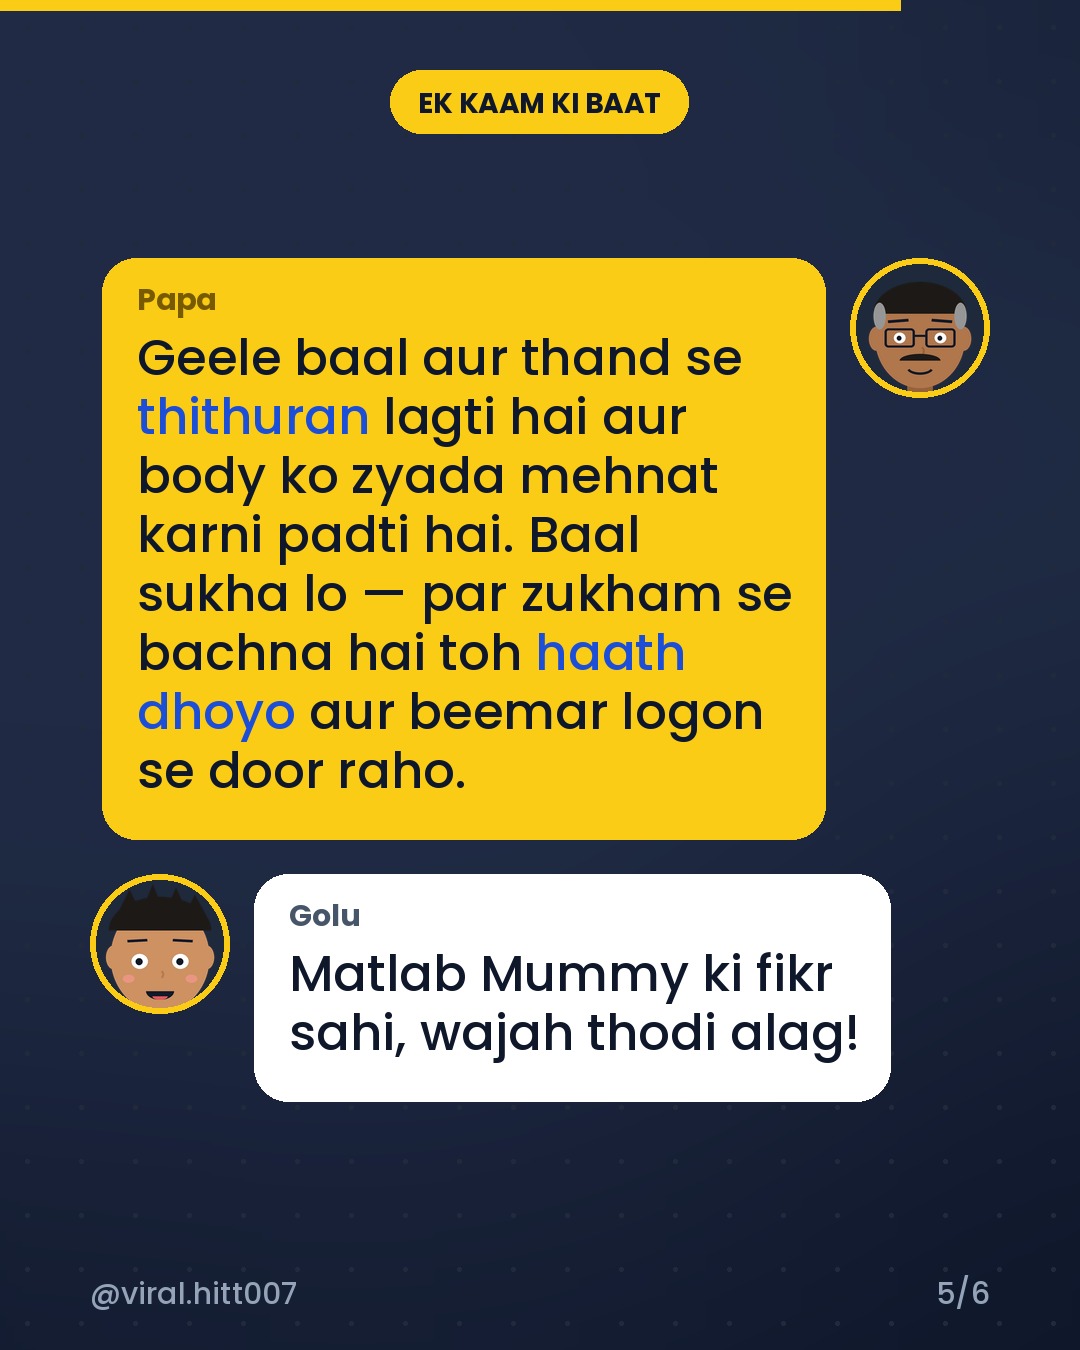 EK KAAM KI BAAT
Papa
Geele baal aur thand se
thithuran lagti hai aur
body ko zyada mehnat
karni padti hai. Baal
sukha lo — par zukham se
bachna hai toh haath
dhoyo aur beemar logon
se door raho.
Golu
Matlab Mummy ki fikr
sahi, wajah thodi alag!
@viral.hitt007
5/6